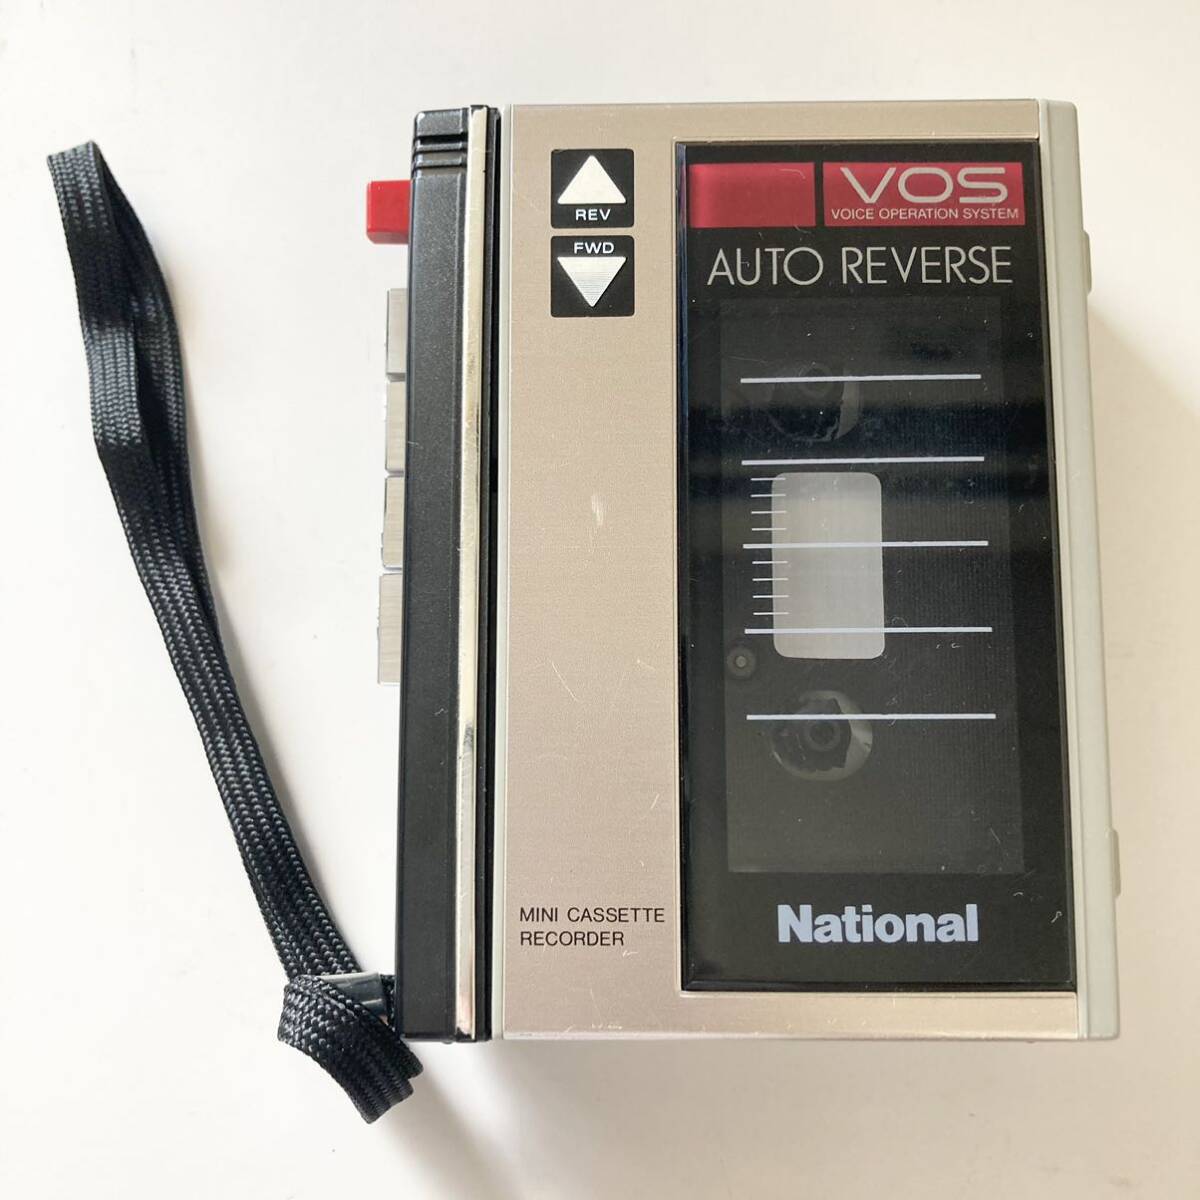 REV
FWD
VOS
VOICE OPERATION SYSTEM
AUTO REVERSE
MINI CASSETTE
RECORDER
National